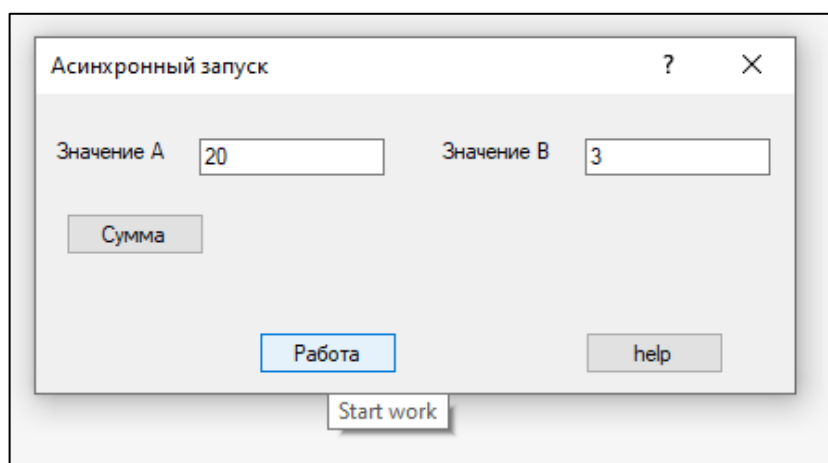 Асинхронный запуск ?
Значение A 20 Значение B 3
Сумма
Работа help
Start work